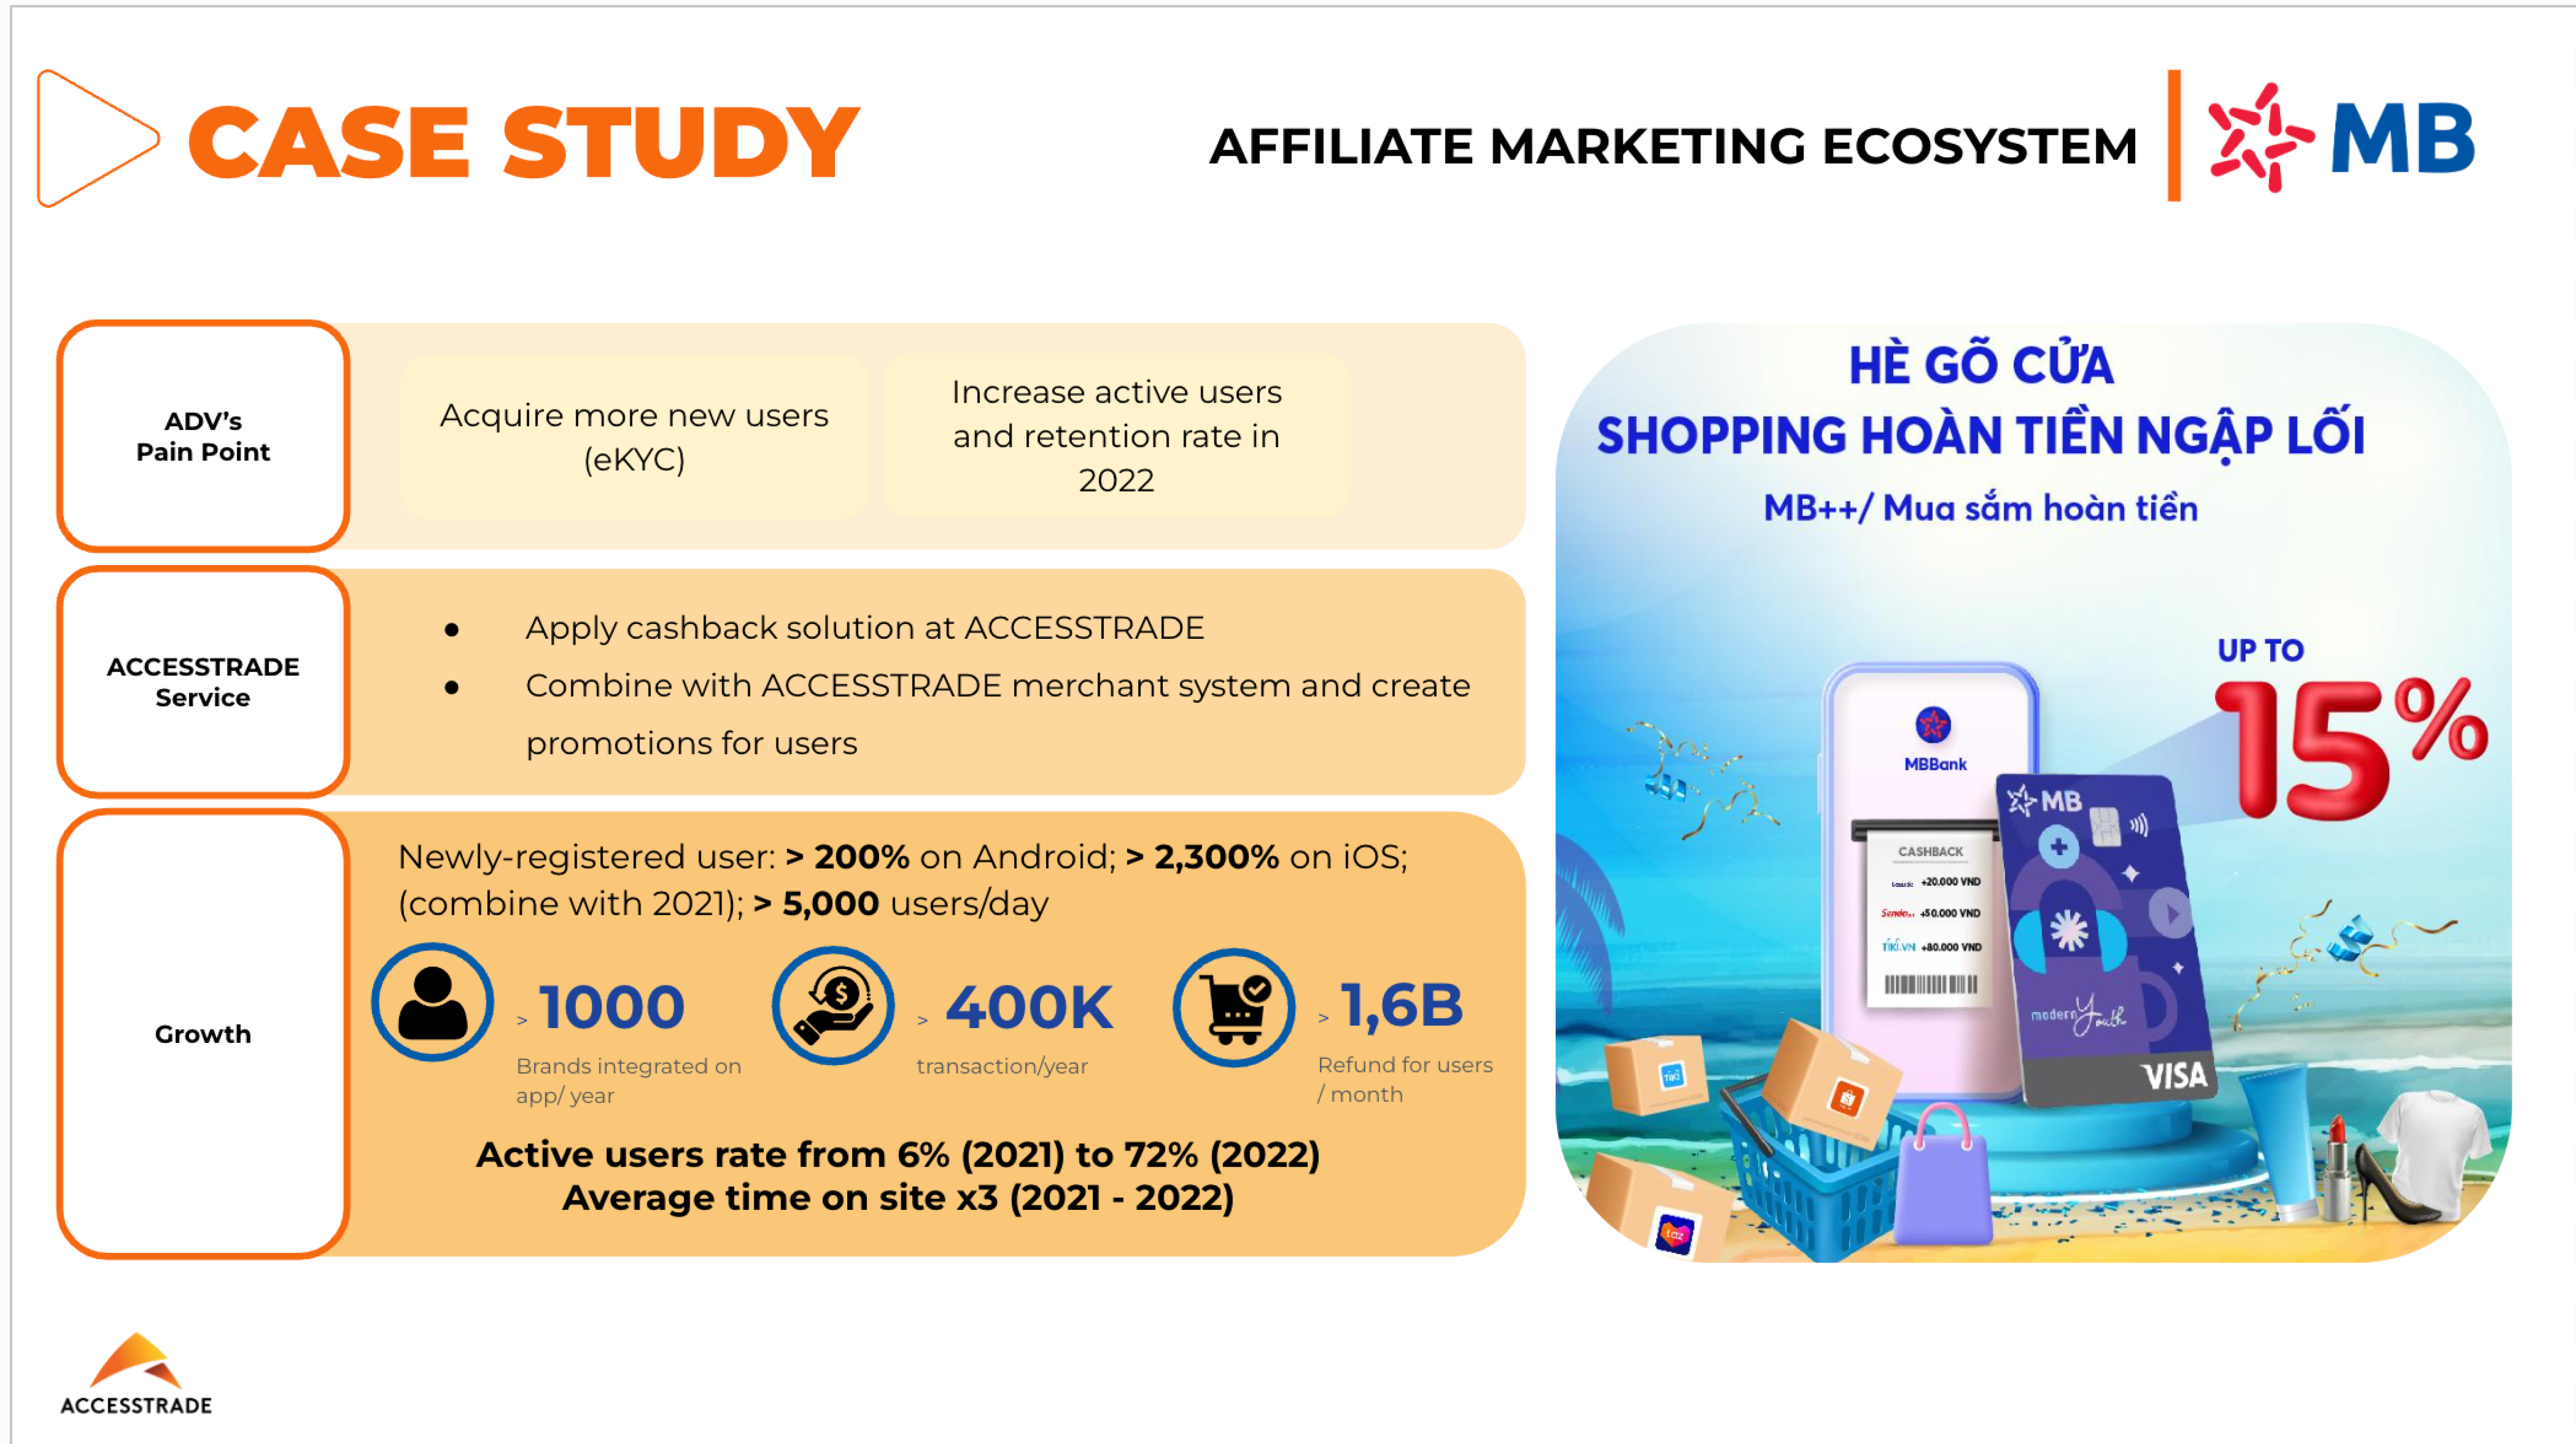 CASE STUDY
AFFILIATE MARKETING ECOSYSTEM
MB
ADV’s
Pain Point
Acquire more new users
(eKYC)
Increase active users
and retention rate in
2022
ACCESSTRADE
Service
● Apply cashback solution at ACCESSTRADE
● Combine with ACCESSTRADE merchant system and create
promotions for users
Growth
Newly-registered user: > 200% on Android; > 2,300% on iOS;
(combine with 2021); > 5,000 users/day
> 1000
Brands integrated on
app/ year
> 400K
transaction/year
> 1,6B
Refund for users
/ month
Active users rate from 6% (2021) to 72% (2022)
Average time on site x3 (2021 - 2022)
HÈ GÕ CỬA
SHOPPING HOÀN TIỀN NGẬP LỐI
MB++/ Mua sắm hoàn tiền
UP TO
15%
MBBank
CASHBACK
+20.000 VND
Sendo.vn +50.000 VND
TIKI.VN +80.000 VND
MB
modern Youth
VISA
TIKI
Laz
ACCESSTRADE